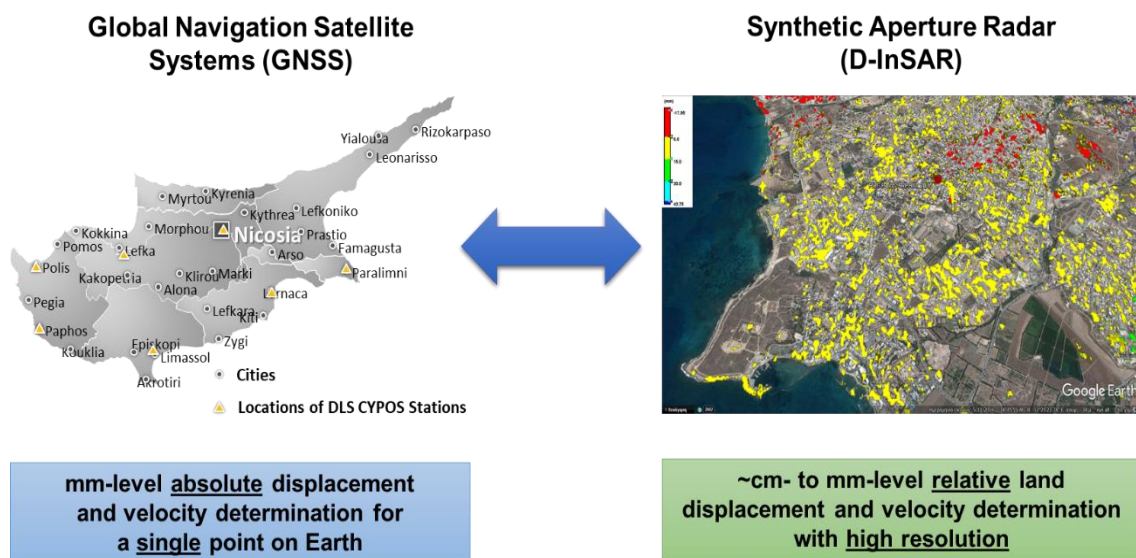 Global Navigation Satellite
Systems (GNSS)
Synthetic Aperture Radar
(D-InSAR)
Yialousa
Rizokarpaso
Leonarisso
Myrtou
Kyrenia
Kythrea
Lefkoniko
Kokkina
Morphou
Nicosia
Prastio
Pomos
Lefka
Arso
Famagusta
Polis
Kakopetria
Klirou
Marki
Paralimni
Alona
Larnaca
Pegia
Lefkara
Kiti
Paphos
Zygi
Kouklia
Episkopi
Limassol
Akrotiri
Cities
Locations of DLS CYPOS Stations
(mm)
Google Earth
mm-level absolute displacement
and velocity determination for
a single point on Earth
~cm- to mm-level relative land
displacement and velocity determination
with high resolution